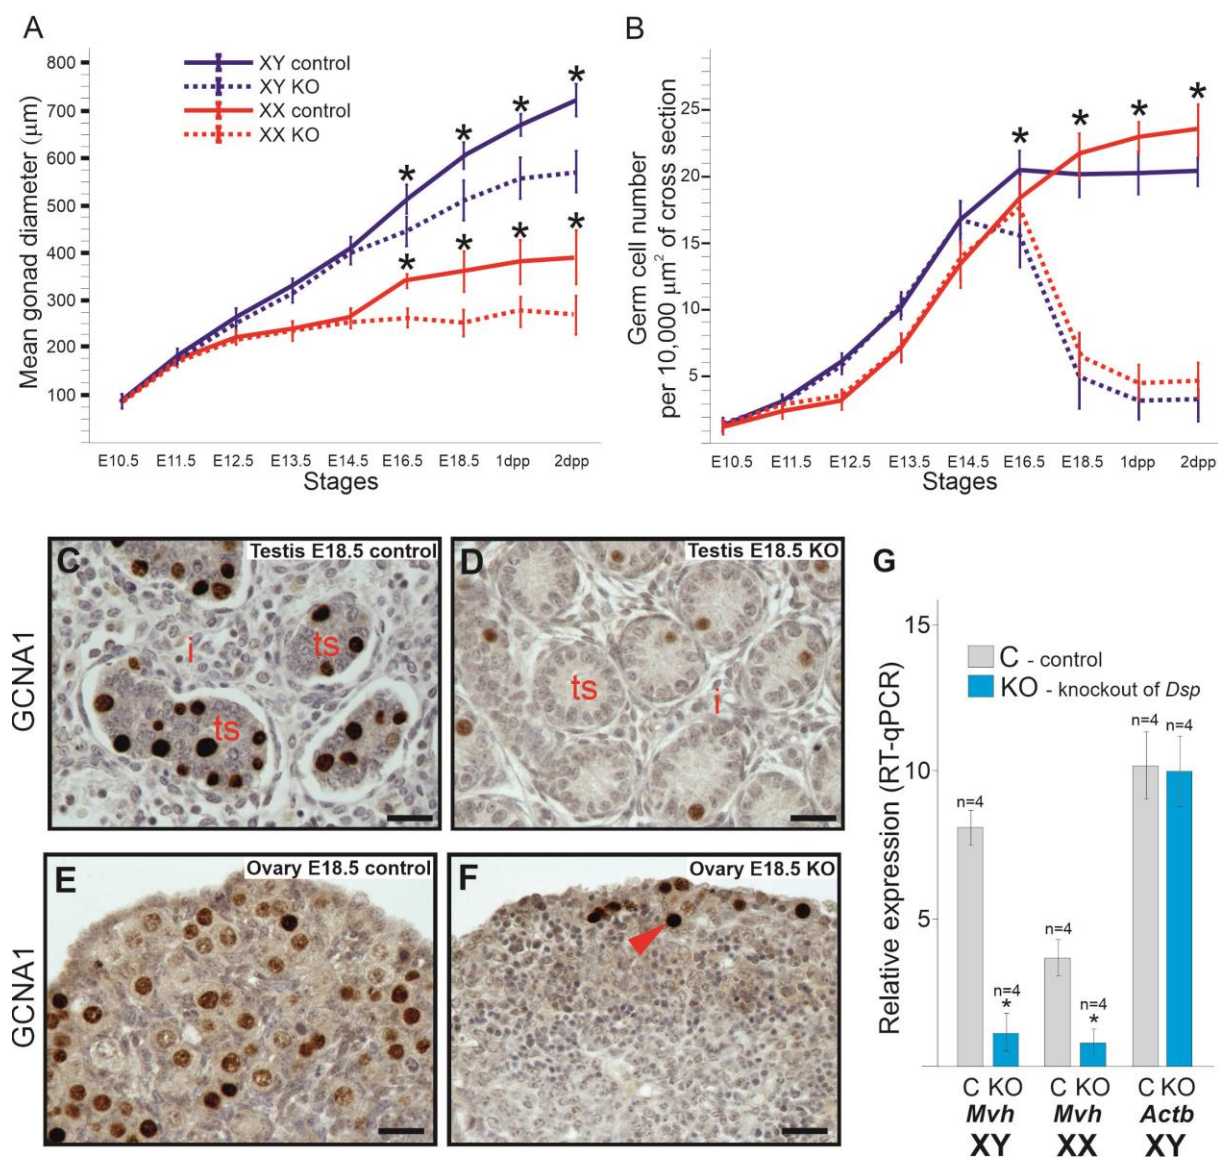 A
Mean gonad diameter (μm)
800
700
600
500
400
300
200
100
XY control
XY KO
XX control
XX KO
*
*
*
*
*
*
*
*
E10.5 E11.5 E12.5 E13.5 E14.5 E16.5 E18.5 1dpp 2dpp
Stages
B
Germ cell number
per 10,000 μm² of cross section
25
20
15
10
5
*
*
*
*
E10.5 E11.5 E12.5 E13.5 E14.5 E16.5 E18.5 1dpp 2dpp
Stages
GCNA1
C
Testis E18.5 control
i
ts
ts
D
Testis E18.5 KO
ts
i
GCNA1
E
Ovary E18.5 control
F
Ovary E18.5 KO
G
Relative expression (RT-qPCR)
15
10
5
C - control
KO - knockout of Dsp
n=4
n=4
*
n=4
n=4
*
n=4
n=4
C KO C KO C KO
Mvh Mvh Actb
XY XX XY